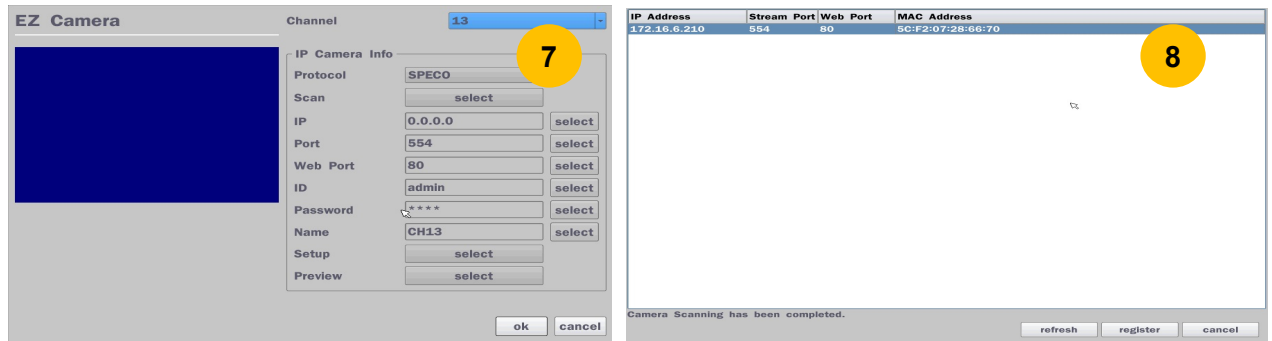 EZ Camera
Channel 13
7
IP Camera Info
Protocol SPECO
Scan select
IP 0.0.0.0 select
Port 554 select
Web Port 80 select
ID admin select
Password **** select
Name CH13 select
Setup select
Preview select
ok cancel
IP Address Stream Port Web Port MAC Address
172.16.6.210 554 80 5C:F2:07:28:66:70
8
Camera Scanning has been completed.
refresh register cancel